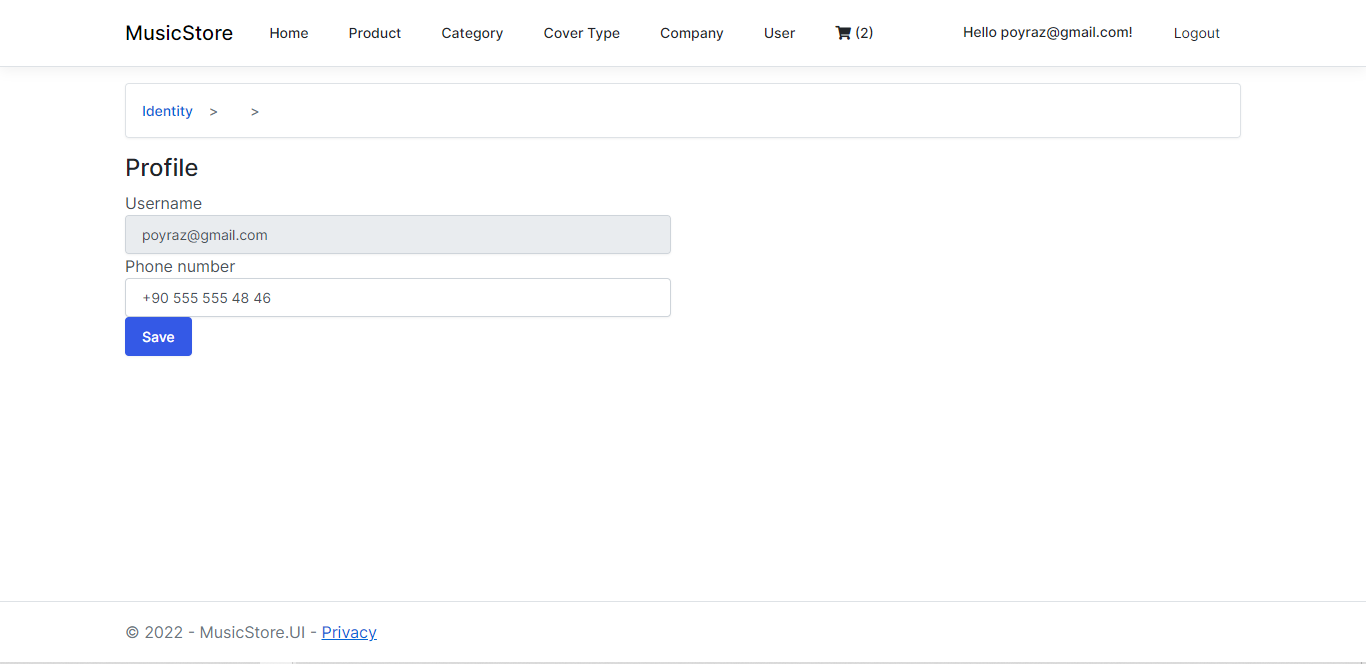 MusicStore Home Product Category Cover Type Company User (2) Hello poyraz@gmail.com! Logout
Identity > >
Profile
Username
poyraz@gmail.com
Phone number
+90 555 555 48 46
Save
© 2022 - MusicStore.UI - Privacy